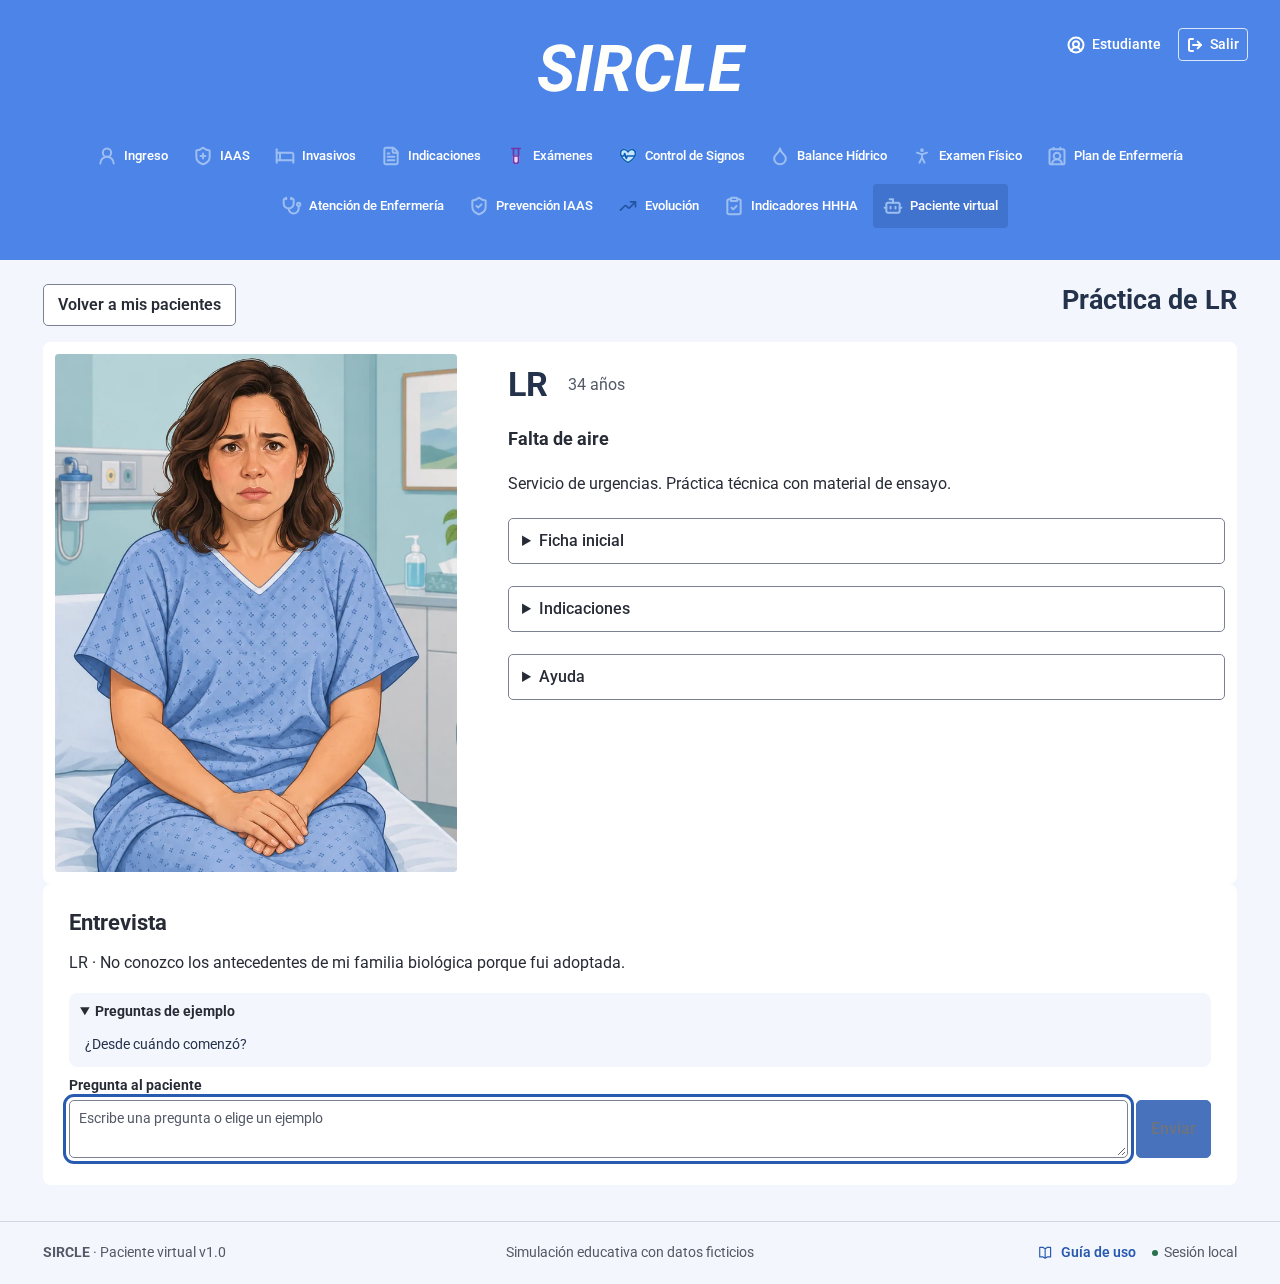 SIRCLE
Estudiante
Salir
Ingreso
IAAS
Invasivos
Indicaciones
Exámenes
Control de Signos
Balance Hídrico
Examen Físico
Plan de Enfermería
Atención de Enfermería
Prevención IAAS
Evolución
Indicadores HHHA
Paciente virtual
Volver a mis pacientes
Práctica de LR
LR 34 años
Falta de aire
Servicio de urgencias. Práctica técnica con material de ensayo.
Ficha inicial
Indicaciones
Ayuda
Entrevista
LR · No conozco los antecedentes de mi familia biológica porque fui adoptada.
Preguntas de ejemplo
¿Desde cuándo comenzó?
Pregunta al paciente
Escribe una pregunta o elige un ejemplo
Enviar
SIRCLE · Paciente virtual v1.0
Simulación educativa con datos ficticios
Guía de uso
Sesión local